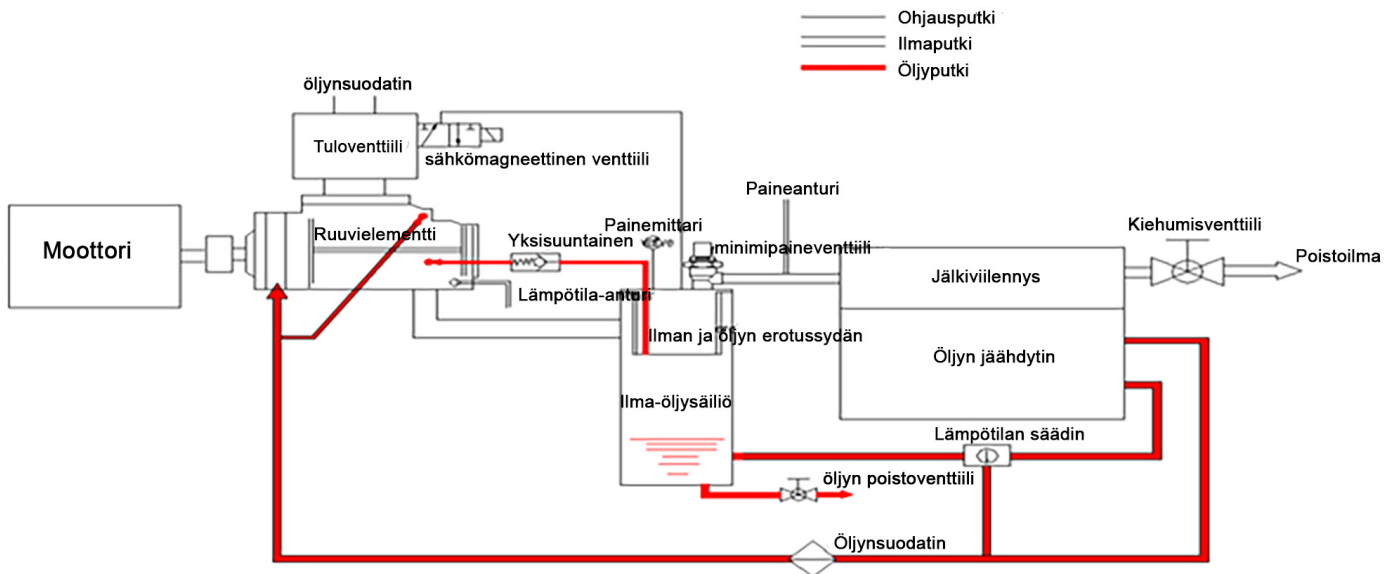 Ohjausputki
Ilmaputki
Öljyputki
öljynsuodatin
Tuloventtiili
sähkömagneettinen venttiili
Paineanturi
Painemittari
Kiehumisventtiili
Moottori
Ruuvielementti
Yksisuuntainen
minimipaineventtiili
Poistoilma
Jälkiviilennys
Lämpötila-anturi
Ilman ja öljyn erotussydän
Öljyn jäähdytin
Ilma-öljysäiliö
Lämpötilan säädin
öljyn poistoventtiili
Öljynsuodatin